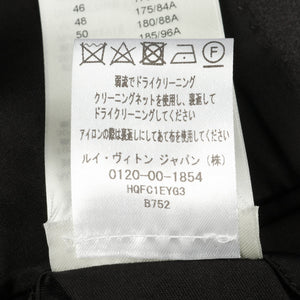 46 175/84A
48 180/88A
50 185/96A
F
弱流でドライクリーニング
クリーニングネットを使用し、裏返して
ドライクリーニングしてください
アイロンの際は裏返しにしてあて布を使用してください
ルイ・ヴィトン ジャパン(株)
0120-00-1854
HQFC1EYG3
B752